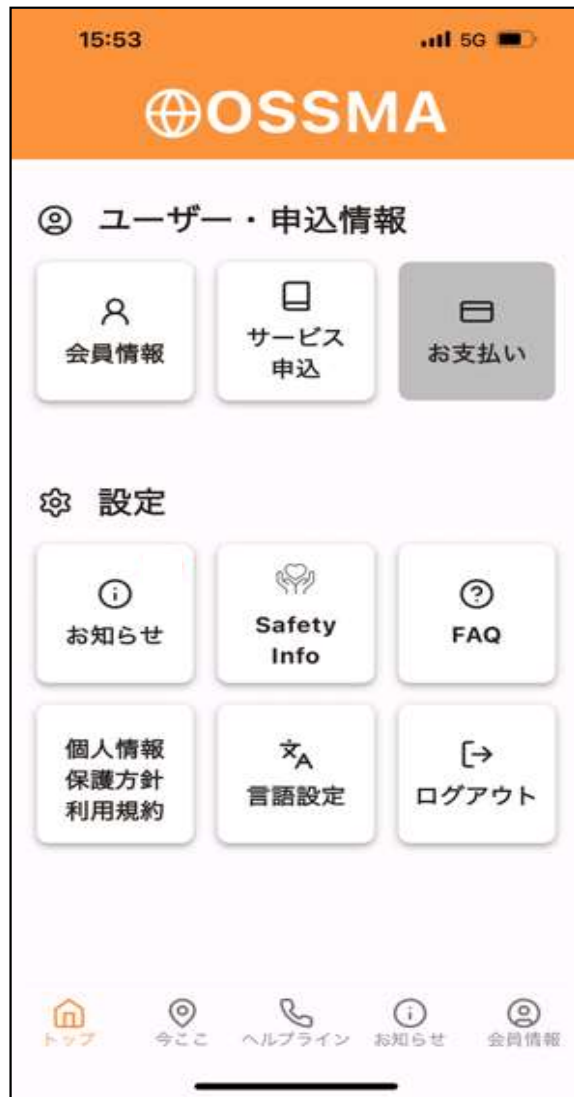 15:53
5G
OSSMA
ユーザー・申込情報
会員情報
サービス
申込
お支払い
設定
お知らせ
Safety
Info
FAQ
個人情報
保護方針
利用規約
言語設定
ログアウト
トップ
今ここ
ヘルプライン
お知らせ
会員情報